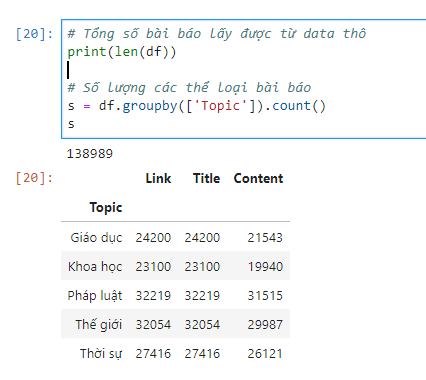 [20]: # Tổng số bài báo lấy được từ data thô
print(len(df))
# Số lượng các thể loại bài báo
s = df.groupby(['Topic']).count()
s
138989
[20]: Link Title Content
Topic
Giáo dục 24200 24200 21543
Khoa học 23100 23100 19940
Pháp luật 32219 32219 31515
Thế giới 32054 32054 29987
Thời sự 27416 27416 26121